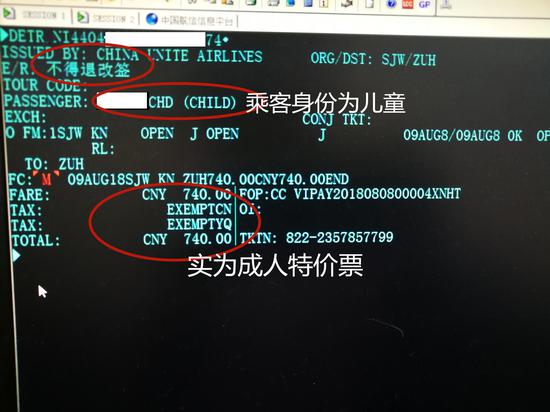 SESSION 1 SESSION 2 中国航信信息平台 GP
DETR NI4404 74
ISSUED BY: CHINA UNITE AIRLINES ORG/DST: SJW/ZUH
E/R: 不得退改签
TOUR CODE:
PASSENGER: CHD (CHILD) 乘客身份为儿童
EXCH: CONJ TKT:
O FM:1SJW KN OPEN J OPEN J 09AUG8/09AUG8 OK
RL:
TO: ZUH
FC: M 09AUG18SJW KN ZUH740.00CNY740.00END
FARE: CNY 740.00 FOP:CC VIPAY2018080800004XNHT
TAX: EXEMPTCN OI:
TAX: EXEMPTYQ
TOTAL: CNY 740.00 TKTN: 822-2357857799
实为成人特价票